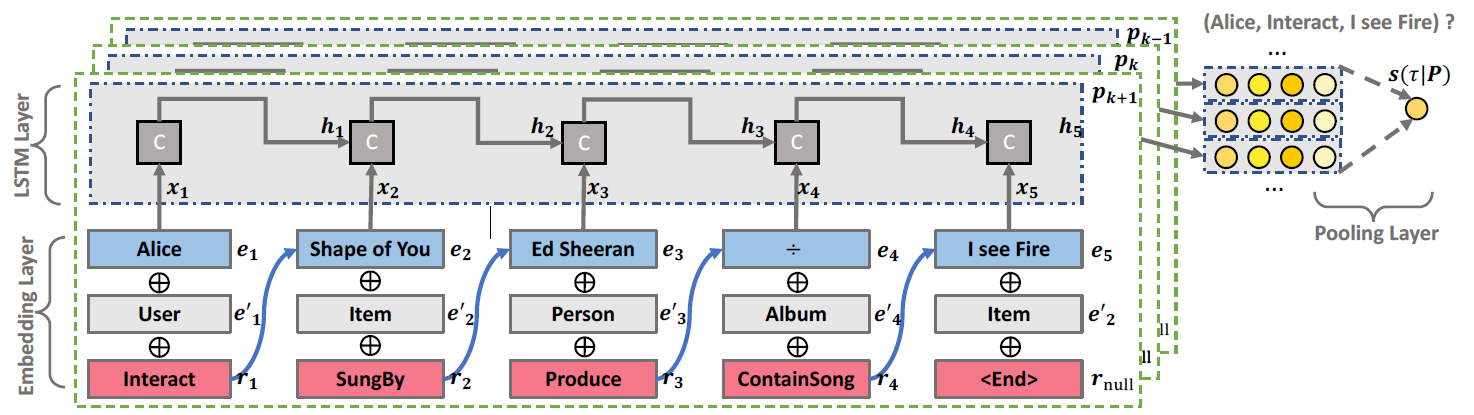 (Alice, Interact, I see Fire) ?
...
p_{k-1}
p_k
p_{k+1}
s(τ|P)
LSTM Layer
C C C C C
h_1 h_2 h_3 h_4 h_5
x_1 x_2 x_3 x_4 x_5
...
Pooling Layer
Embedding Layer
Alice e_1 Shape of You e_2 Ed Sheeran e_3 ÷ e_4 I see Fire e_5
⊕ ⊕ ⊕ ⊕ ⊕
User e'_1 Item e'_2 Person e'_3 Album e'_4 Item e'_2
ll
ll
⊕ ⊕ ⊕ ⊕ ⊕
Interact r_1 SungBy r_2 Produce r_3 ContainSong r_4 <End> r_null